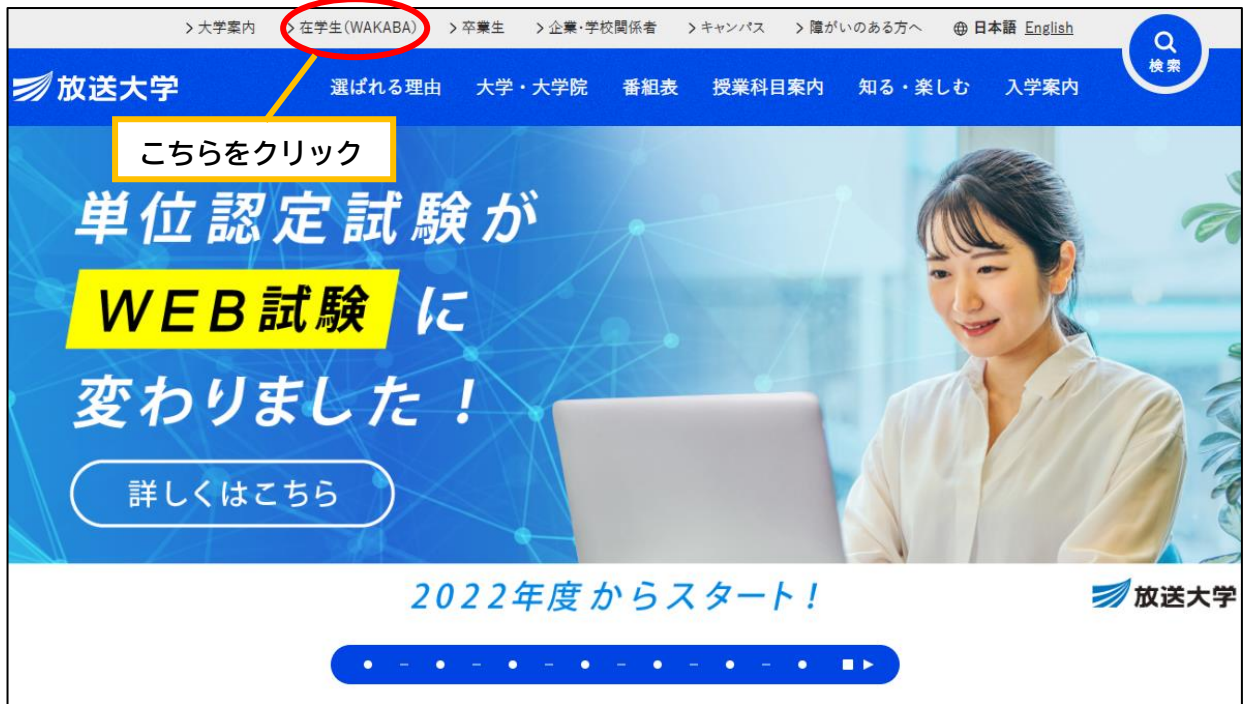 >大学案内 >在学生(WAKABA) >卒業生 >企業・学校関係者 >キャンパス >障がいのある方へ 日本語 English
検索
放送大学 選ばれる理由 大学・大学院 番組表 授業科目案内 知る・楽しむ 入学案内
こちらをクリック
単位認定試験が
WEB試験に
変わりました!
詳しくはこちら
2022年度からスタート!
放送大学